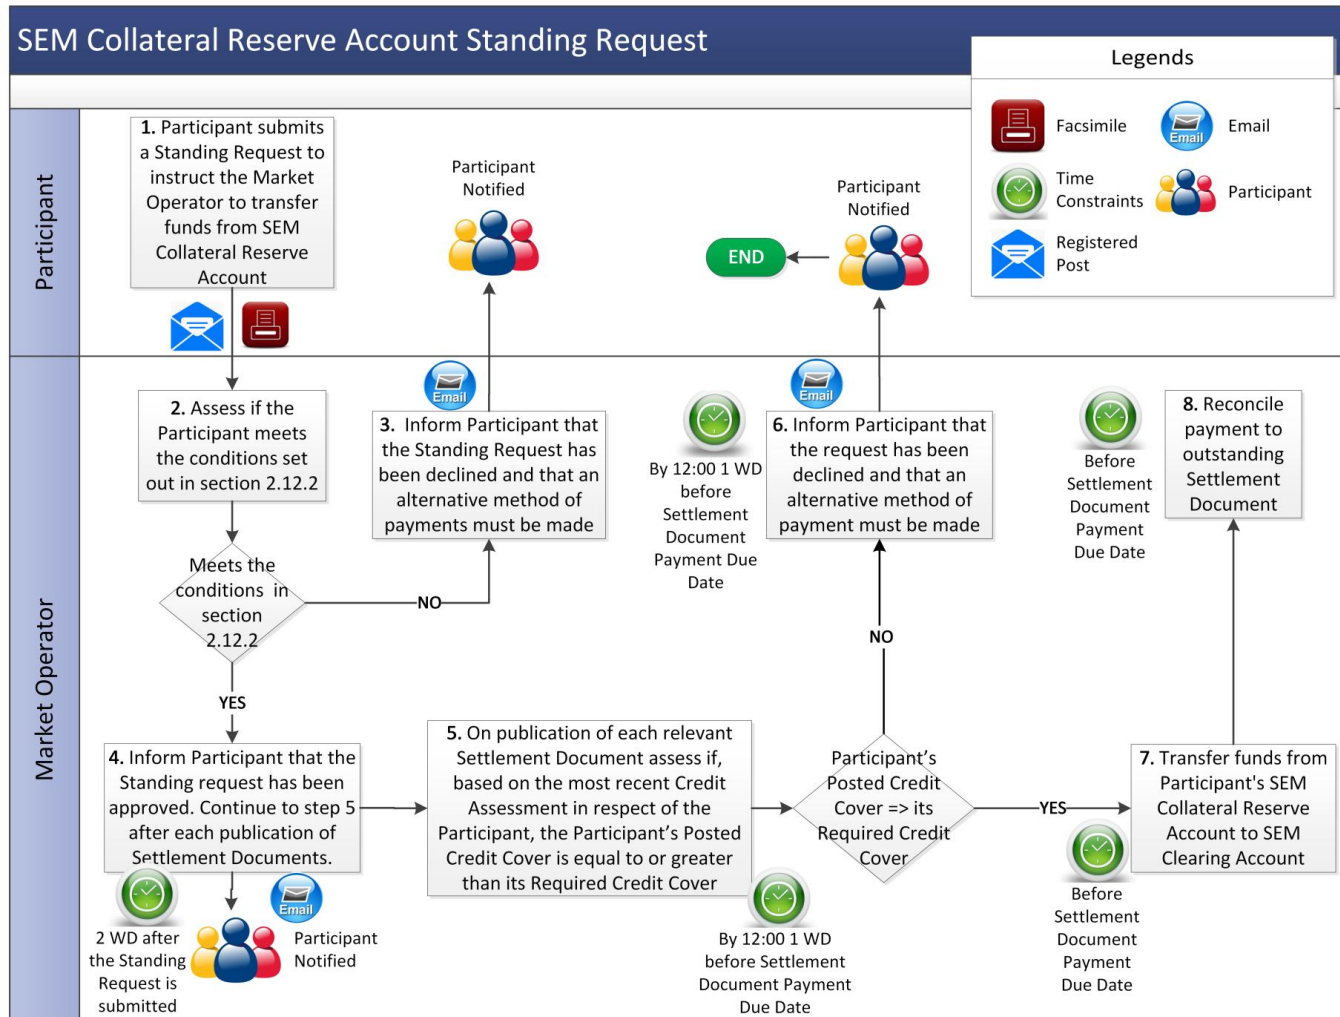 SEM Collateral Reserve Account Standing Request
Legends
Facsimile
Email
Time
Constraints
Participant
Registered
Post
Participant
1. Participant submits
a Standing Request to
instruct the Market
Operator to transfer
funds from SEM
Collateral Reserve
Account
Participant
Notified
Participant
Notified
END
Market Operator
2. Assess if the
Participant meets
the conditions set
out in section 2.12.2
Email
3. Inform Participant that
the Standing Request has
been declined and that an
alternative method of
payments must be made
By 12:00 1 WD
before
Settlement
Document
Payment Due
Date
Email
6. Inform Participant that
the request has been
declined and that an
alternative method of
payment must be made
Before
Settlement
Document
Payment
Due Date
8. Reconcile
payment to
outstanding
Settlement
Document
Meets the
conditions in
section
2.12.2
NO
YES
NO
4. Inform Participant that the
Standing request has been
approved. Continue to step 5
after each publication of
Settlement Documents.
5. On publication of each relevant
Settlement Document assess if,
based on the most recent Credit
Assessment in respect of the
Participant, the Participant's Posted
Credit Cover is equal to or greater
than its Required Credit Cover
Participant's
Posted Credit
Cover => its
Required Credit
Cover
YES
7. Transfer funds from
Participant's SEM
Collateral Reserve
Account to SEM
Clearing Account
2 WD after
the Standing
Request is
submitted
Email
Participant
Notified
By 12:00 1 WD
before Settlement
Document Payment
Due Date
Before
Settlement
Document
Payment
Due Date